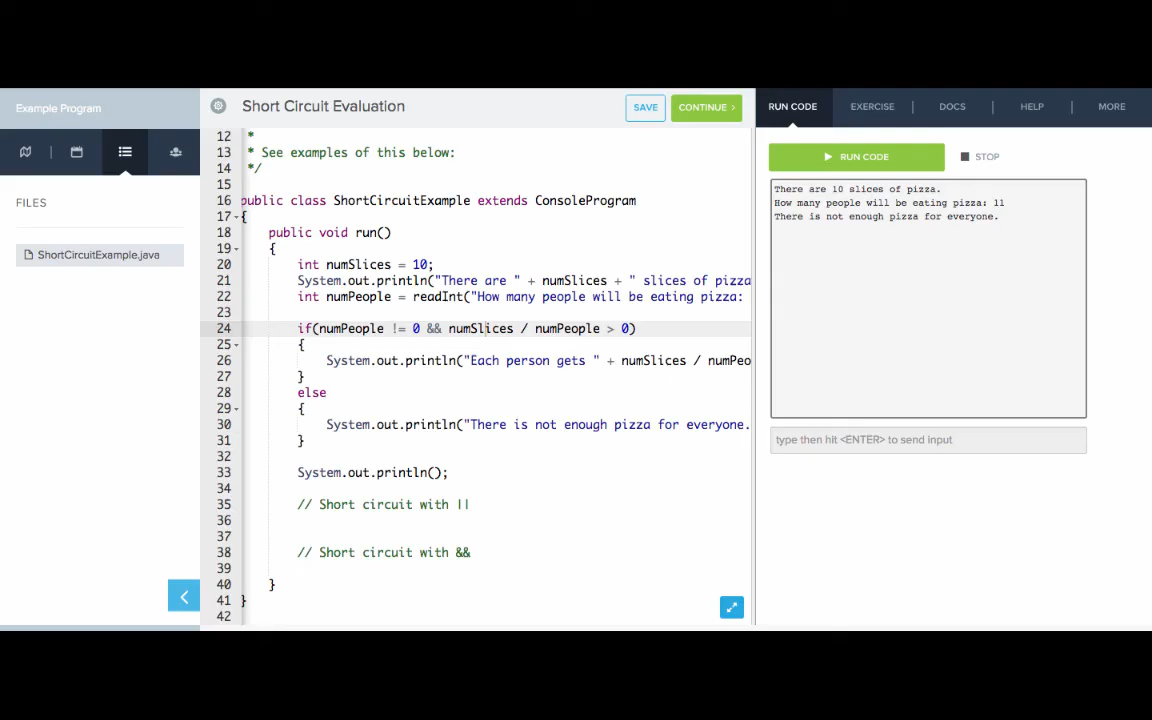 Example Program
FILES
ShortCircuitExample.java
Short Circuit Evaluation
SAVE
CONTINUE >
12 *
13 * See examples of this below:
14 */
15
16 public class ShortCircuitExample extends ConsoleProgram
17 {
18 public void run()
19 {
20 int numSlices = 10;
21 System.out.println("There are " + numSlices + " slices of pizza
22 int numPeople = readInt("How many people will be eating pizza:
23
24 if(numPeople != 0 && numSlices / numPeople > 0)
25 {
26 System.out.println("Each person gets " + numSlices / numPeo
27 }
28 else
29 {
30 System.out.println("There is not enough pizza for everyone.
31 }
32
33 System.out.println();
34
35 // Short circuit with ||
36
37
38 // Short circuit with &&
39
40 }
41 }
42
RUN CODE
EXERCISE
DOCS
HELP
MORE
RUN CODE
STOP
There are 10 slices of pizza.
How many people will be eating pizza: 11
There is not enough pizza for everyone.
type then hit <ENTER> to send input